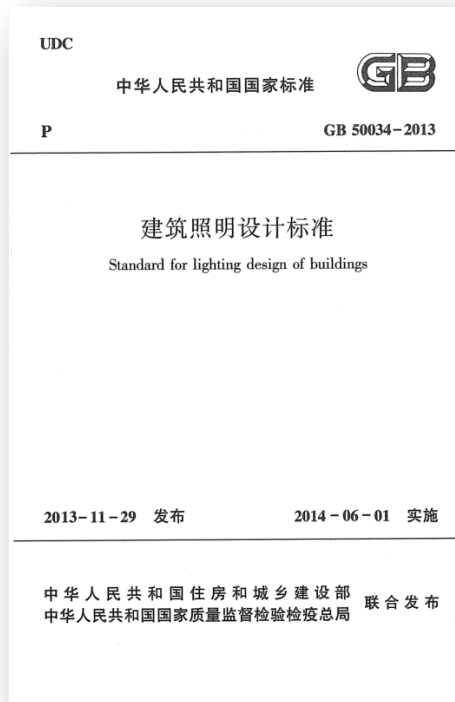 UDC
中华人民共和国国家标准
GB
P
GB 50034-2013
建筑照明设计标准
Standard for lighting design of buildings
2013-11-29 发布
2014-06-01 实施
中华人民共和国住房和城乡建设部
中华人民共和国国家质量监督检验检疫总局
联合发布